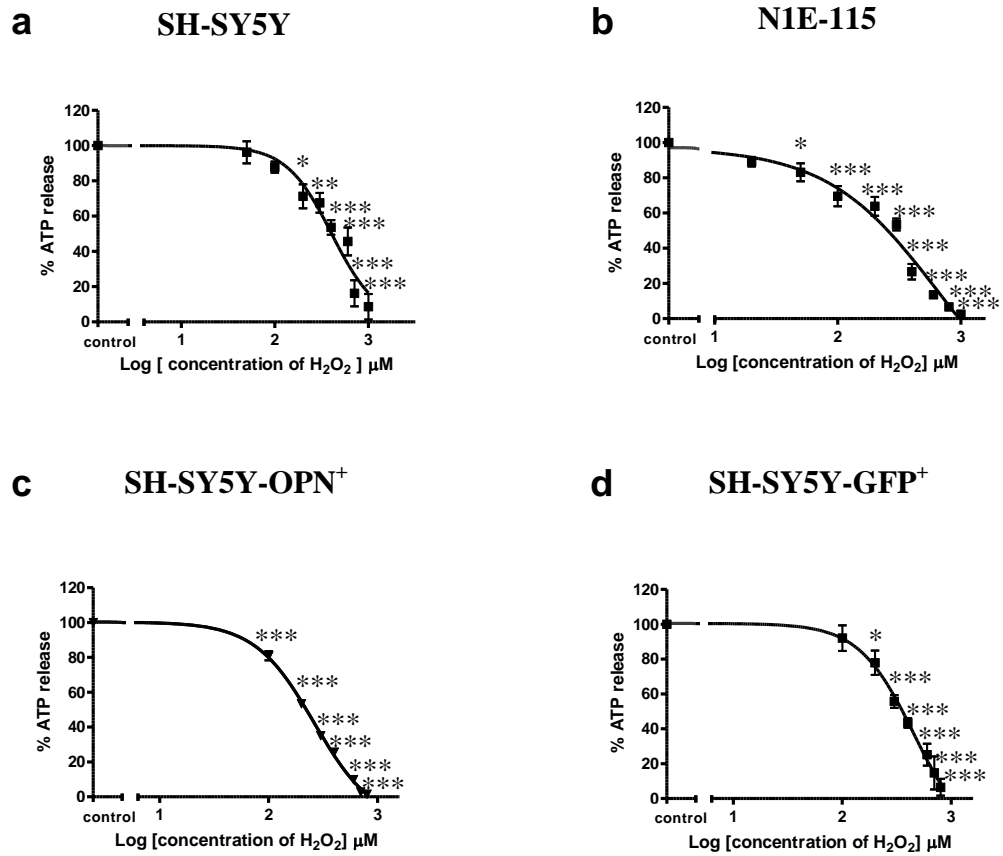 a SH-SY5Y
120
100
80
60
40
20
0
% ATP release
* ** *** *** *** ***
control 1 2 3
Log [ concentration of H₂O₂ ] µM
b N1E-115
120
100
80
60
40
20
0
% ATP release
* *** *** *** *** *** *** ***
control 1 2 3
Log [concentration of H₂O₂] µM
c SH-SY5Y-OPN⁺
120
100
80
60
40
20
0
% ATP release
*** *** *** *** *** ***
control 1 2 3
Log [concentration of H₂O₂] µM
d SH-SY5Y-GFP⁺
120
100
80
60
40
20
0
% ATP release
* *** *** *** *** ***
control 1 2 3
Log [concentration of H₂O₂] µM